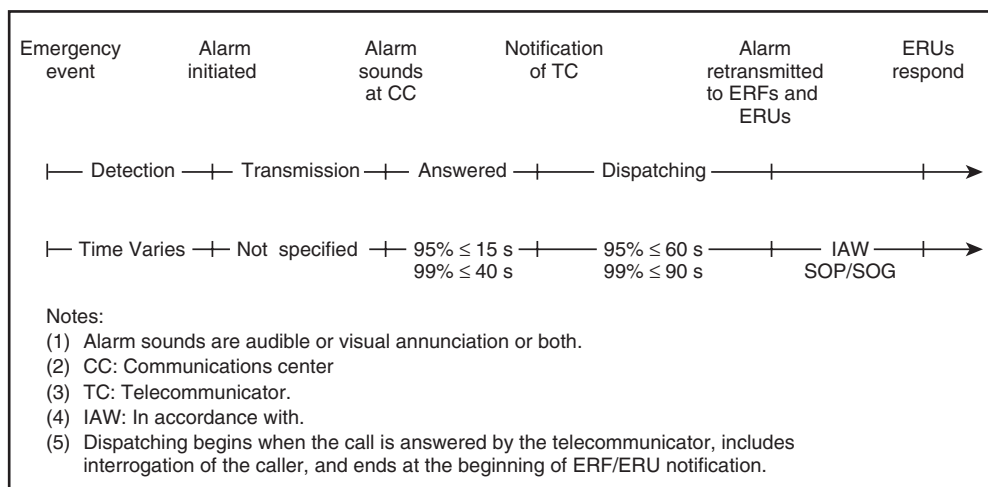 Emergency event
Alarm initiated
Alarm sounds at CC
Notification of TC
Alarm retransmitted to ERFs and ERUs
ERUs respond
Detection
Transmission
Answered
Dispatching
Time Varies
Not specified
95% ≤ 15 s
99% ≤ 40 s
95% ≤ 60 s
99% ≤ 90 s
IAW
SOP/SOG
Notes:
(1) Alarm sounds are audible or visual annunciation or both.
(2) CC: Communications center
(3) TC: Telecommunicator.
(4) IAW: In accordance with.
(5) Dispatching begins when the call is answered by the telecommunicator, includes
interrogation of the caller, and ends at the beginning of ERF/ERU notification.